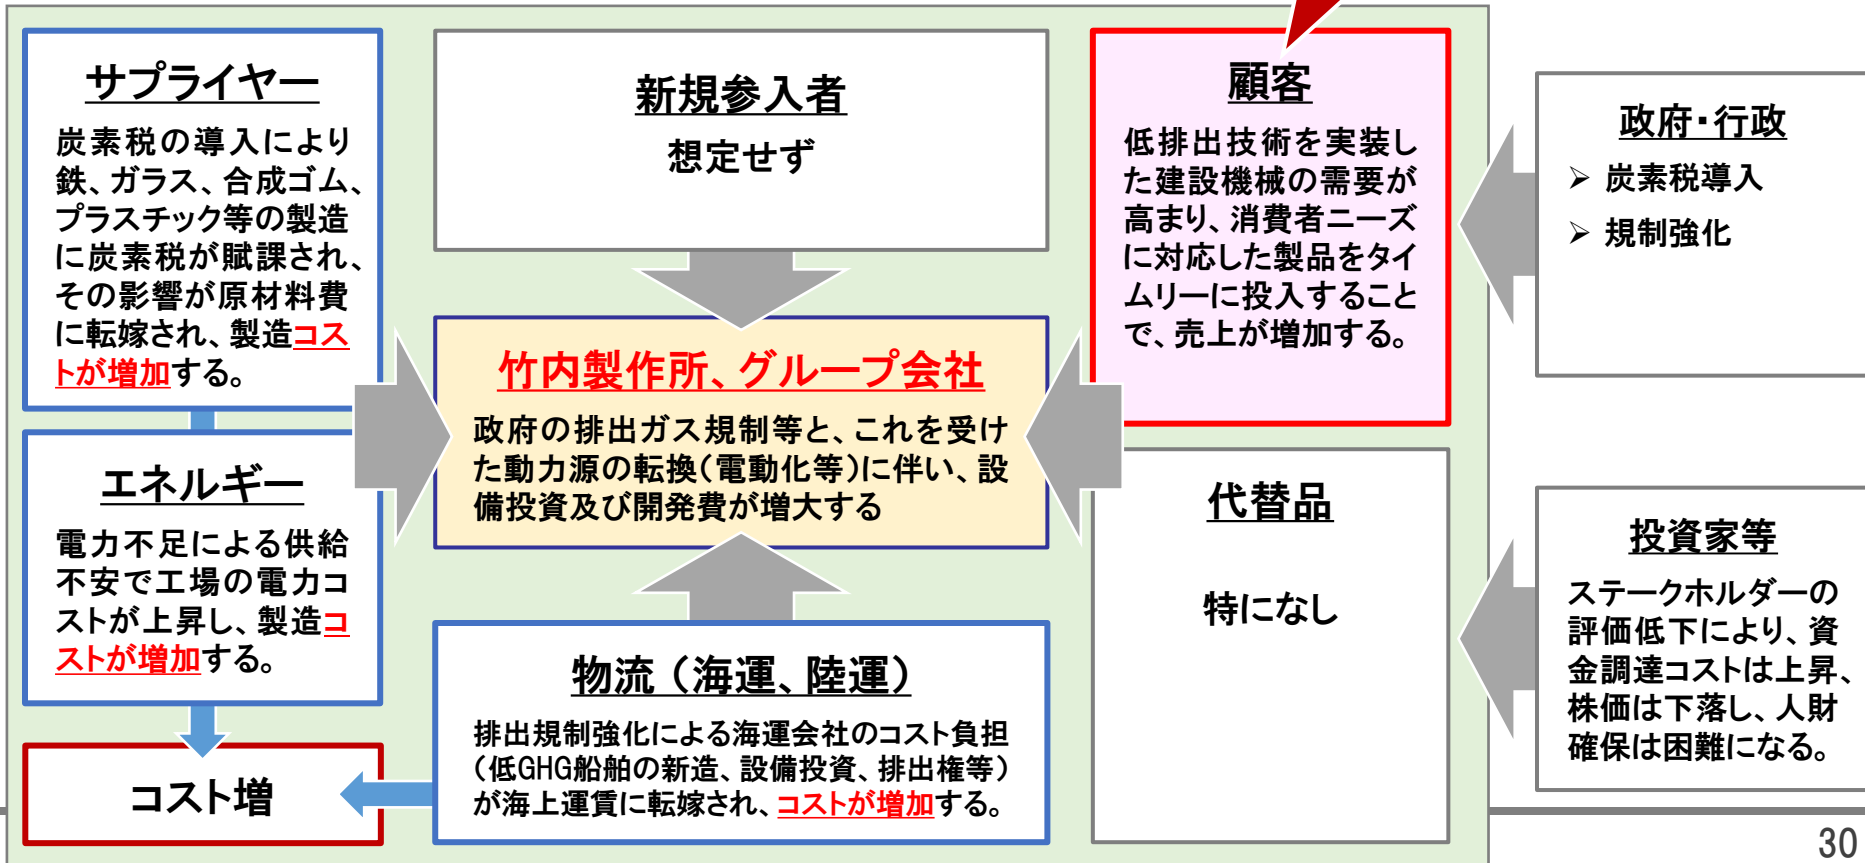 サプライヤー
炭素税の導入により
鉄、ガラス、合成ゴム、
プラスチック等の製造
に炭素税が賦課され、
その影響が原材料費
に転嫁され、製造コス
トが増加する。
エネルギー
電力不足による供給
不安で工場の電力コ
ストが上昇し、製造コ
ストが増加する。
コスト増
新規参入者
想定せず
竹内製作所、グループ会社
政府の排出ガス規制等と、これを受け
た動力源の転換(電動化等)に伴い、設
備投資及び開発費が増大する
物流(海運、陸運)
排出規制強化による海運会社のコスト負担
(低GHG船舶の新造、設備投資、排出権等)
が海上運賃に転嫁され、コストが増加する。
顧客
低排出技術を実装し
た建設機械の需要が
高まり、消費者ニーズ
に対応した製品をタイ
ムリーに投入すること
で、売上が増加する。
代替品
特になし
政府・行政
➢ 炭素税導入
➢ 規制強化
投資家等
ステークホルダーの
評価低下により、資
金調達コストは上昇、
株価は下落し、人財
確保は困難になる。
30